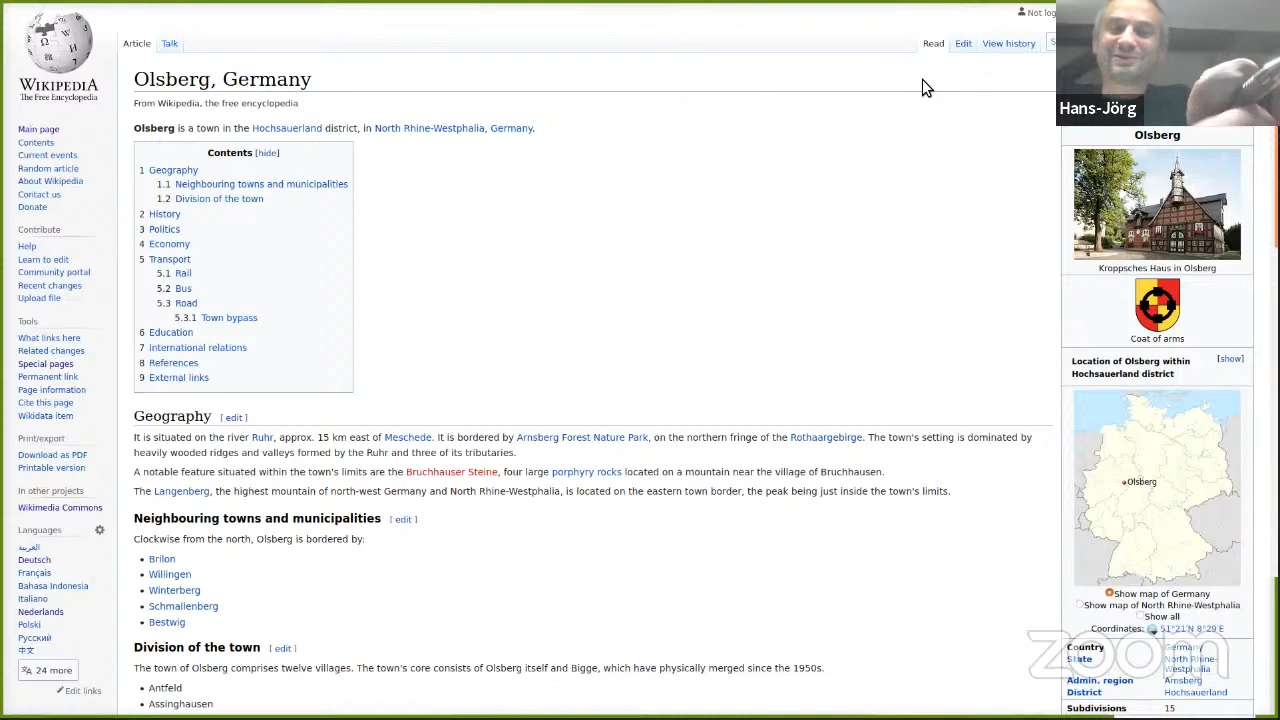 WIKIPEDIA
The Free Encyclopedia
Main page
Contents
Current events
Random article
About Wikipedia
Contact us
Donate
Contribute
Help
Learn to edit
Community portal
Recent changes
Upload file
Tools
What links here
Related changes
Special pages
Permanent link
Page information
Cite this page
Wikidata item
Print/export
Download as PDF
Printable version
In other projects
Wikimedia Commons
Languages
العربية
Deutsch
Français
Bahasa Indonesia
Italiano
Nederlands
Polski
Русский
中文
24 more
Edit links
Article Talk
Read Edit View history
Not log
Olsberg, Germany
From Wikipedia, the free encyclopedia
Olsberg is a town in the Hochsauerland district, in North Rhine-Westphalia, Germany.
Contents [hide]
1 Geography
1.1 Neighbouring towns and municipalities
1.2 Division of the town
2 History
3 Politics
4 Economy
5 Transport
5.1 Rail
5.2 Bus
5.3 Road
5.3.1 Town bypass
6 Education
7 International relations
8 References
9 External links
Geography [ edit ]
It is situated on the river Ruhr, approx. 15 km east of Meschede. It is bordered by Arnsberg Forest Nature Park, on the northern fringe of the Rothaargebirge. The town's setting is dominated by
heavily wooded ridges and valleys formed by the Ruhr and three of its tributaries.
A notable feature situated within the town's limits are the Bruchhauser Steine, four large porphyry rocks located on a mountain near the village of Bruchhausen.
The Langenberg, the highest mountain of north-west Germany and North Rhine-Westphalia, is located on the eastern town border, the peak being just inside the town's limits.
Neighbouring towns and municipalities [ edit ]
Clockwise from the north, Olsberg is bordered by:
• Brilon
• Willingen
• Winterberg
• Schmallenberg
• Bestwig
Division of the town [ edit ]
The town of Olsberg comprises twelve villages. The town's core consists of Olsberg itself and Bigge, which have physically merged since the 1950s.
• Antfeld
• Assinghausen
Hans-Jörg
Olsberg
Kroppsches Haus in Olsberg
Coat of arms
Location of Olsberg within [show]
Hochsauerland district
Olsberg
Show map of Germany
Show map of North Rhine-Westphalia
Show all
Coordinates: 51°21′N 8°29′E
Country Germany
State North Rhine-
Westphalia
Admin. region Arnsberg
District Hochsauerland
Subdivisions 15
zoom